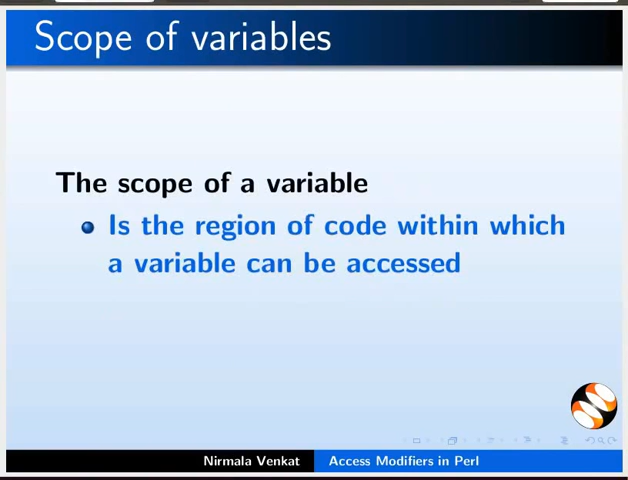 Scope of variables
The scope of a variable
Is the region of code within which
a variable can be accessed
Nirmala Venkat
Access Modifiers in Perl